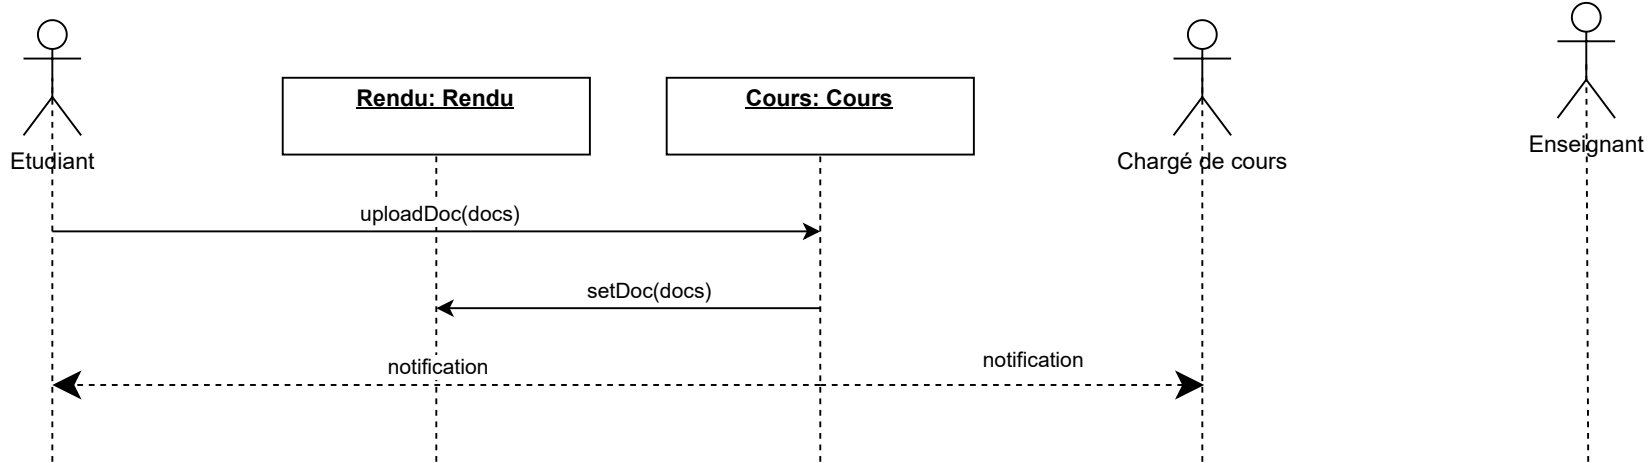 Rendu: Rendu
Cours: Cours
Etudiant
Chargé de cours
Enseignant
uploadDoc(docs)
setDoc(docs)
notification
notification